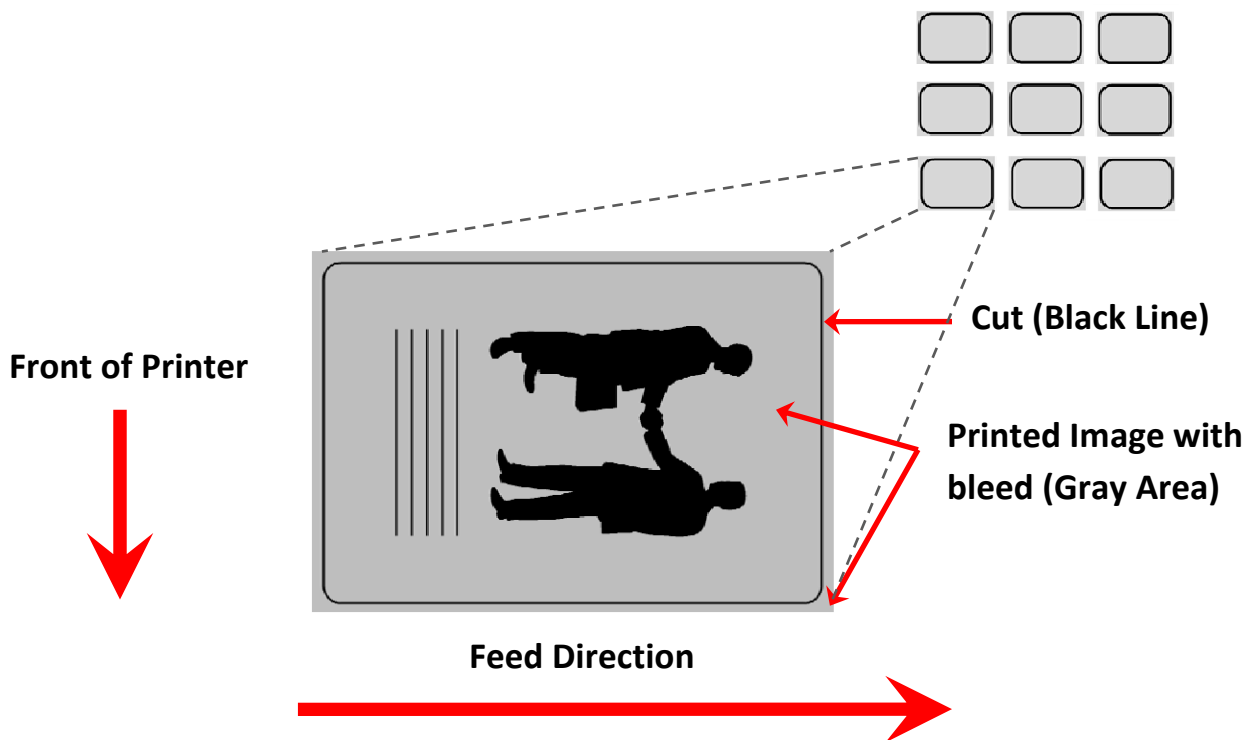 Cut (Black Line)
Front of Printer
Printed Image with
bleed (Gray Area)
Feed Direction